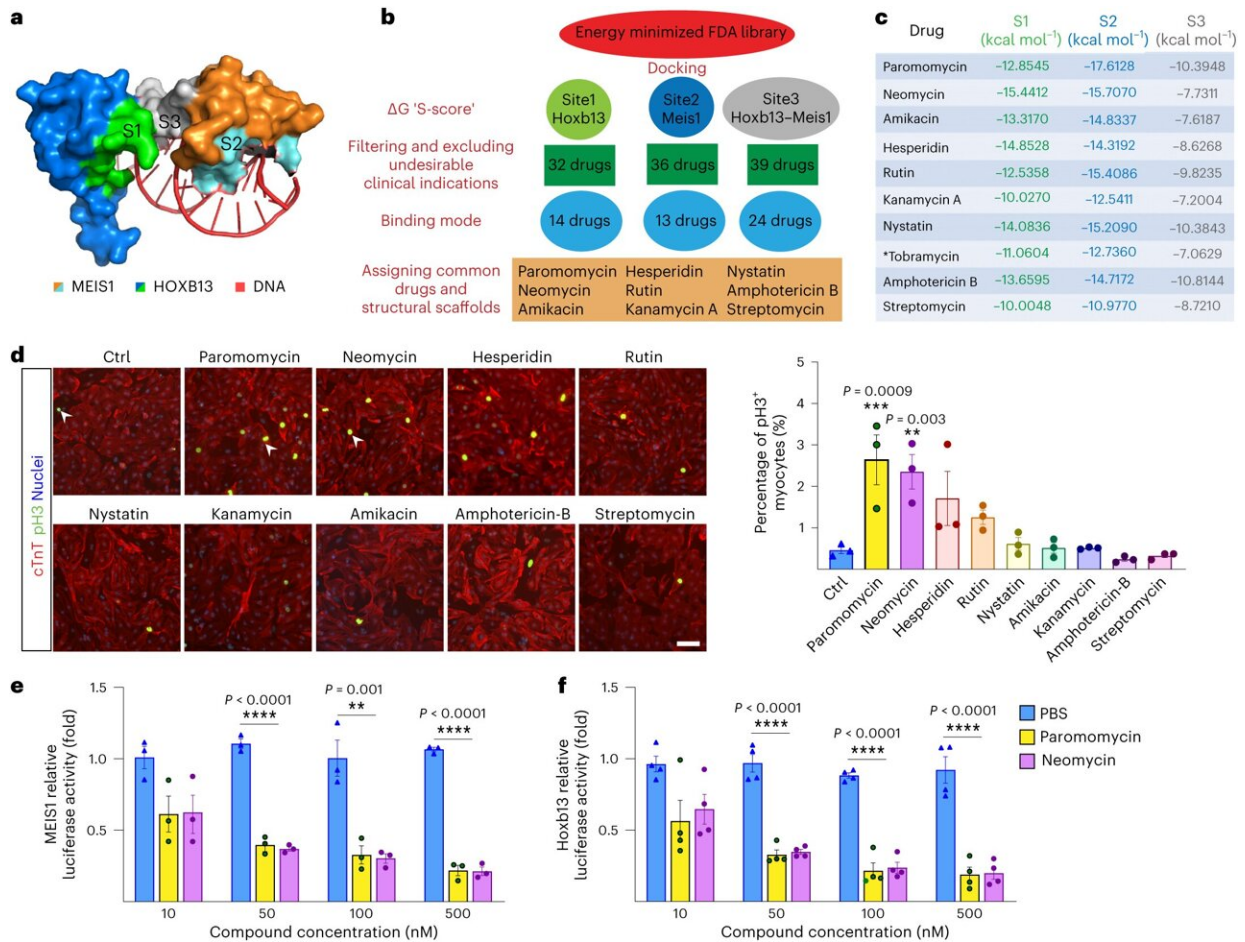 a
S1
S3
S2
MEIS1 HOXB13 DNA
b
Energy minimized FDA library
Docking
ΔG 'S-score'
Site1
Hoxb13
Site2
Meis1
Site3
Hoxb13–Meis1
Filtering and excluding
undesirable
clinical indications
32 drugs 36 drugs 39 drugs
Binding mode
14 drugs 13 drugs 24 drugs
Assigning common
drugs and
structural scaffolds
Paromomycin Hesperidin Nystatin
Neomycin Rutin Amphotericin B
Amikacin Kanamycin A Streptomycin
c
Drug S1 (kcal mol⁻¹) S2 (kcal mol⁻¹) S3 (kcal mol⁻¹)
Paromomycin −12.8545 −17.6128 −10.3948
Neomycin −15.4412 −15.7070 −7.7311
Amikacin −13.3170 −14.8337 −7.6187
Hesperidin −14.8528 −14.3192 −8.6268
Rutin −12.5358 −15.4086 −9.8235
Kanamycin A −10.0270 −12.5411 −7.2004
Nystatin −14.0836 −15.2090 −10.3843
*Tobramycin −11.0604 −12.7360 −7.0629
Amphotericin B −13.6595 −14.7172 −10.8144
Streptomycin −10.0048 −10.9770 −8.7210
d
cTnT pH3 Nuclei
Ctrl Paromomycin Neomycin Hesperidin Rutin
Nystatin Kanamycin Amikacin Amphotericin-B Streptomycin
Percentage of pH3⁺
myocytes (%)
5
4
3
2
1
P = 0.0009
***
P = 0.003
**
Ctrl
Paromomycin
Neomycin
Hesperidin
Rutin
Nystatin
Amikacin
Kanamycin
Amphotericin-B
Streptomycin
e
MEIS1 relative
luciferase activity (fold)
1.5
1.0
0.5
P < 0.0001
****
P = 0.001
**
P < 0.0001
****
10 50 100 500
Compound concentration (nM)
f
Hoxb13 relative
luciferase activity (fold)
1.5
1.0
0.5
P < 0.0001
****
P < 0.0001
****
P < 0.0001
****
10 50 100 500
Compound concentration (nM)
PBS
Paromomycin
Neomycin